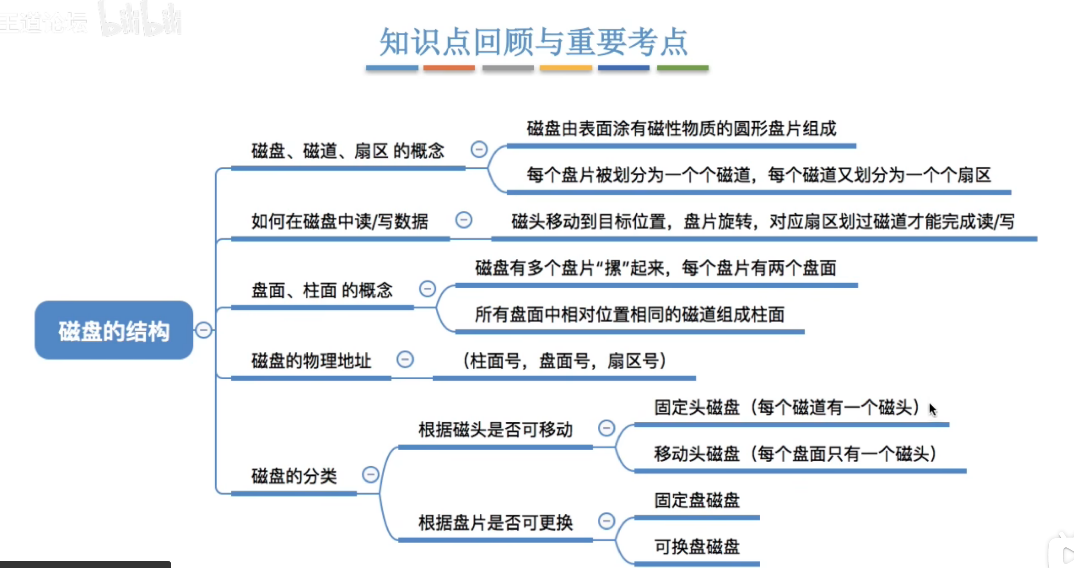 王道论坛 bilibili
知识点回顾与重要考点
磁盘的结构
磁盘、磁道、扇区 的概念
磁盘由表面涂有磁性物质的圆形盘片组成
每个盘片被划分为一个个磁道，每个磁道又划分为一个个扇区
如何在磁盘中读/写数据
磁头移动到目标位置，盘片旋转，对应扇区划过磁道才能完成读/写
盘面、柱面 的概念
磁盘有多个盘片“摞”起来，每个盘片有两个盘面
所有盘面中相对位置相同的磁道组成柱面
磁盘的物理地址
（柱面号，盘面号，扇区号）
磁盘的分类
根据磁头是否可移动
固定头磁盘（每个磁道有一个磁头）
移动头磁盘（每个盘面只有一个磁头）
根据盘片是否可更换
固定盘磁盘
可换盘磁盘